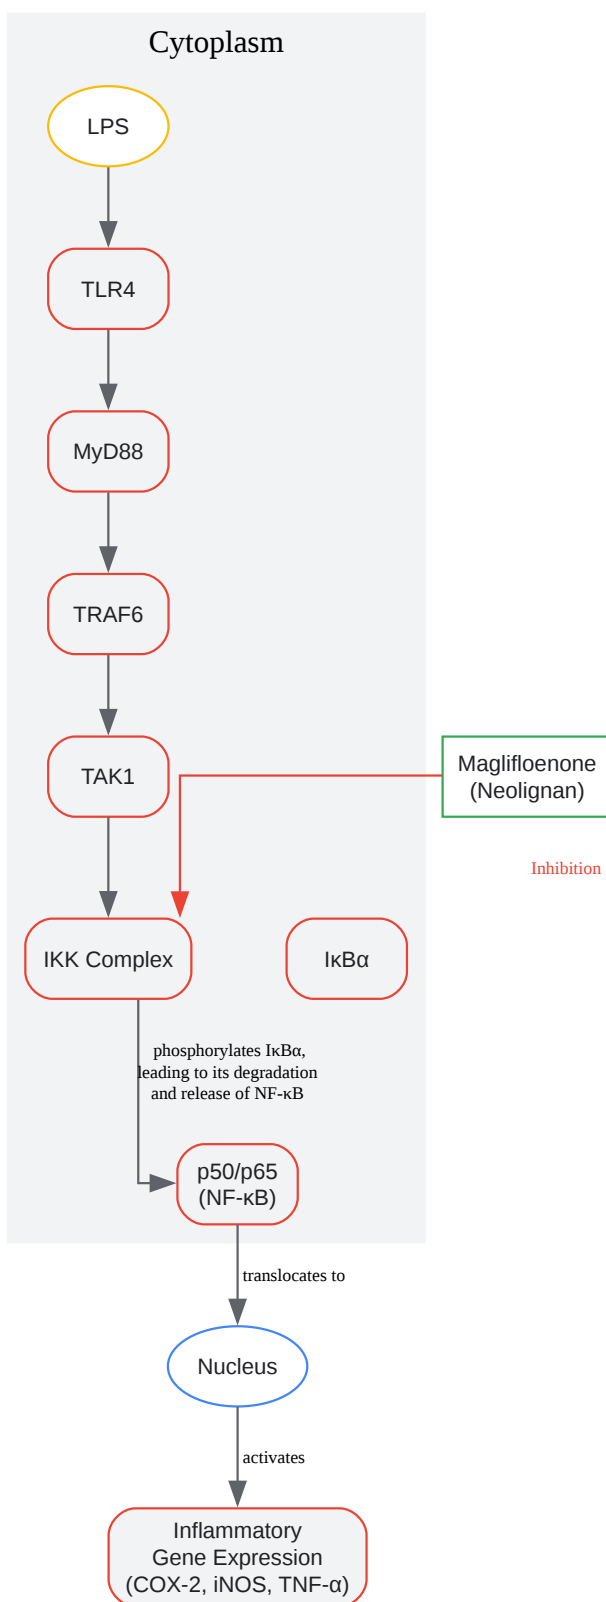 Cytoplasm
LPS
TLR4
MyD88
TRAF6
TAK1
Maglifloenone
(Neolignan)
Inhibition
IKK Complex
IκBα
phosphorylates IκBα,
leading to its degradation
and release of NF-κB
p50/p65
(NF-κB)
translocates to
Nucleus
activates
Inflammatory
Gene Expression
(COX-2, iNOS, TNF-α)